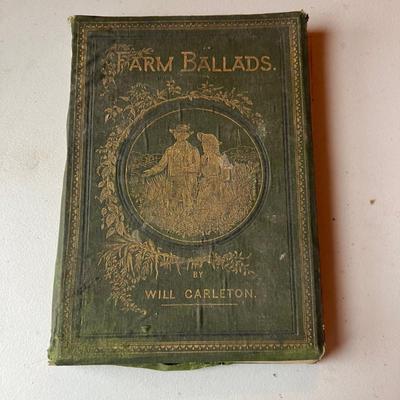 FARM BALLADS.
BY
WILL CARLETON.